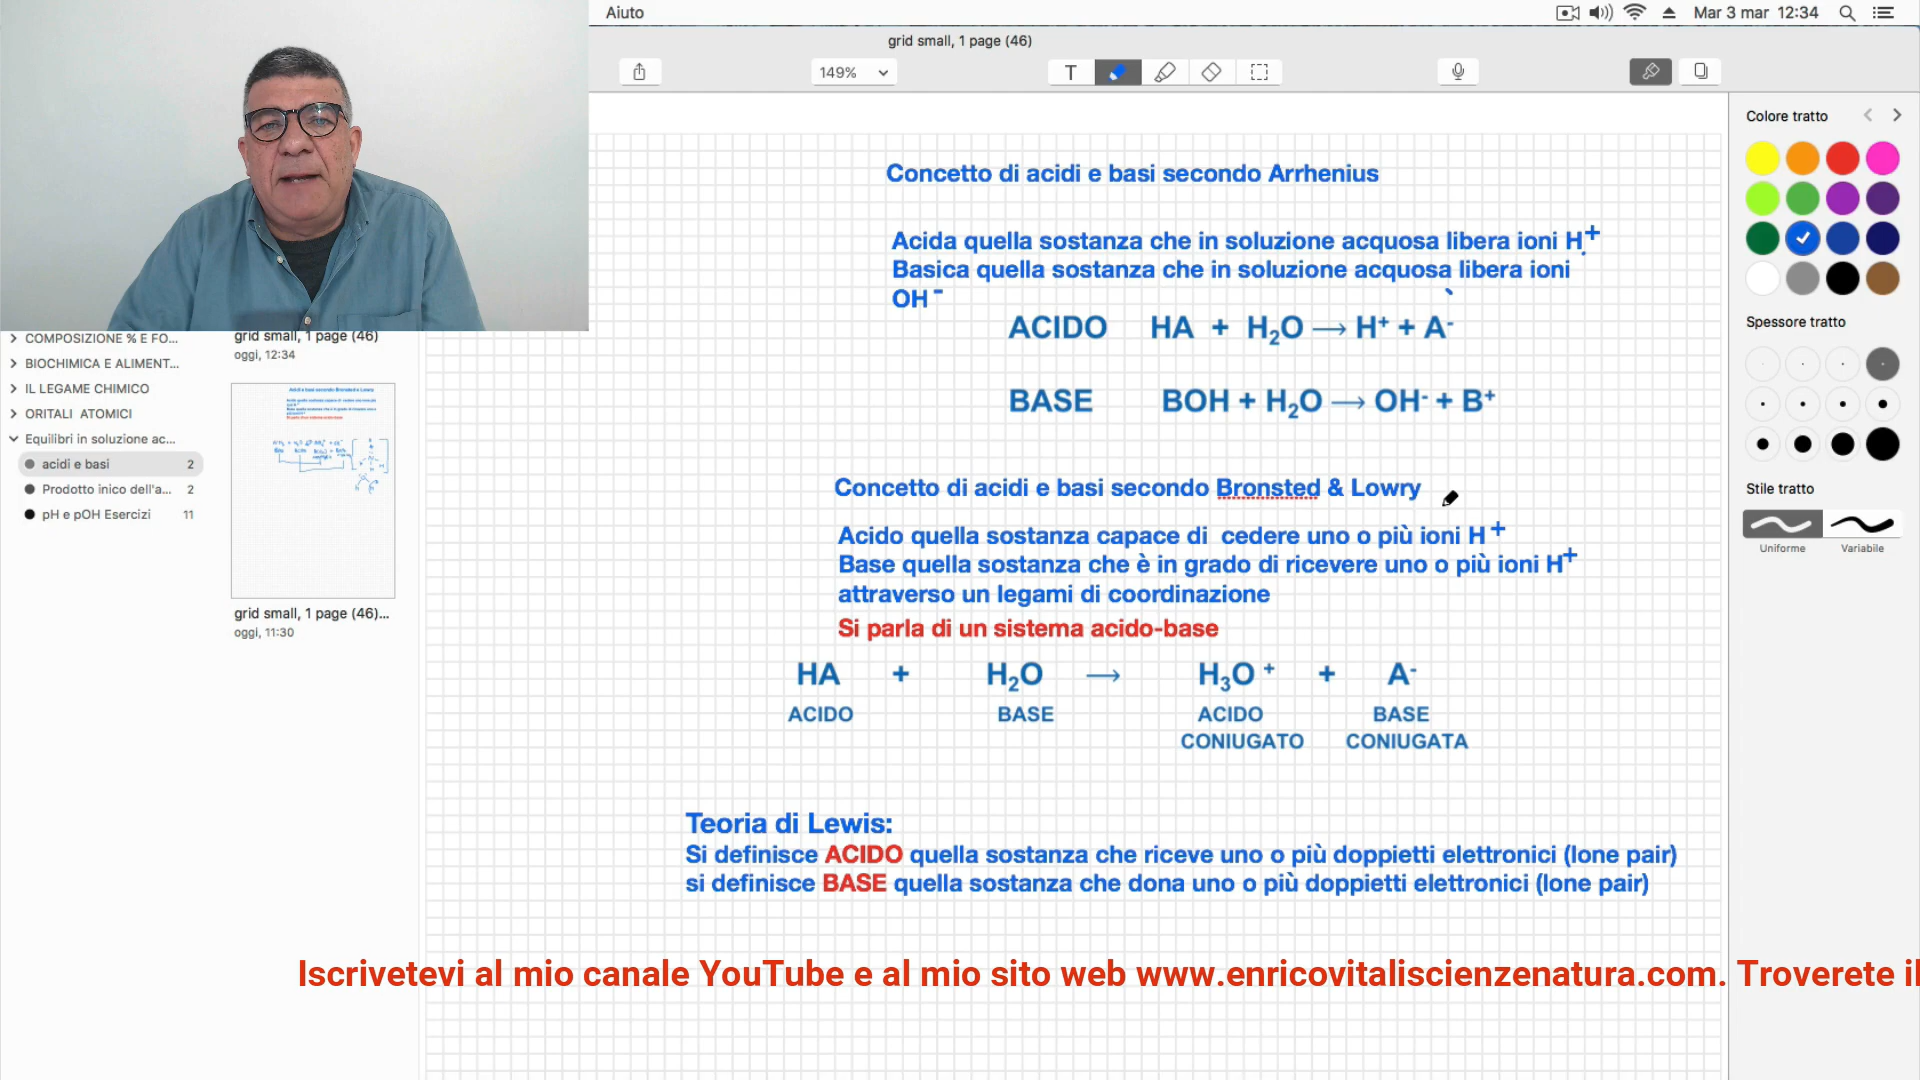 Aiuto
Mar 3 mar 12:34
grid small, 1 page (46)
149%
T
COMPOSIZIONE % E FO...
BIOCHIMICA E ALIMENT...
IL LEGAME CHIMICO
ORITALI ATOMICI
Equilibri in soluzione ac...
acidi e basi 2
Prodotto inico dell'a... 2
pH e pOH Esercizi 11
grid small, 1 page (46)
oggi, 12:34
grid small, 1 page (46)...
oggi, 11:30
Concetto di acidi e basi secondo Arrhenius
Acida quella sostanza che in soluzione acquosa libera ioni H⁺
Basica quella sostanza che in soluzione acquosa libera ioni
OH⁻
ACIDO HA + H₂O → H⁺ + A⁻
BASE BOH + H₂O → OH⁻ + B⁺
Concetto di acidi e basi secondo Bronsted & Lowry
Acido quella sostanza capace di cedere uno o più ioni H⁺
Base quella sostanza che è in grado di ricevere uno o più ioni H⁺
attraverso un legami di coordinazione
Si parla di un sistema acido-base
HA + H₂O → H₃O⁺ + A⁻
ACIDO BASE ACIDO BASE
CONIUGATO CONIUGATA
Teoria di Lewis:
Si definisce ACIDO quella sostanza che riceve uno o più doppietti elettronici (lone pair)
si definisce BASE quella sostanza che dona uno o più doppietti elettronici (lone pair)
Iscrivetevi al mio canale YouTube e al mio sito web www.enricovitaliscienzenatura.com. Troverete il
Colore tratto
Spessore tratto
Stile tratto
Uniforme Variabile